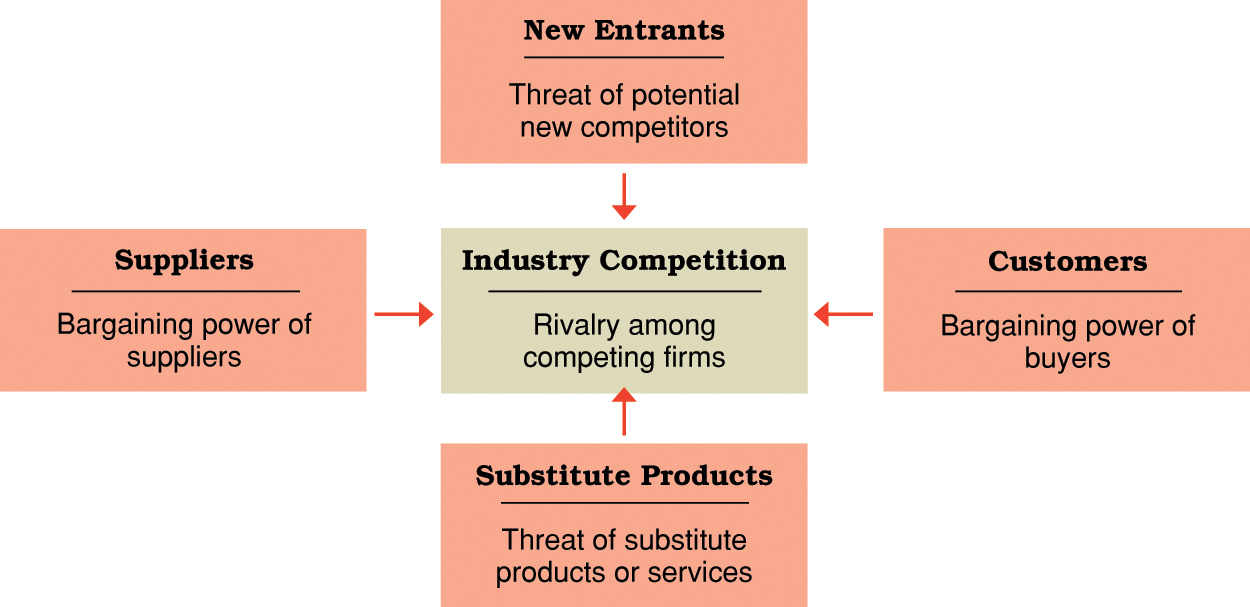 New Entrants
Threat of potential
new competitors
Suppliers
Bargaining power of
suppliers
Industry Competition
Rivalry among
competing firms
Customers
Bargaining power of
buyers
Substitute Products
Threat of substitute
products or services